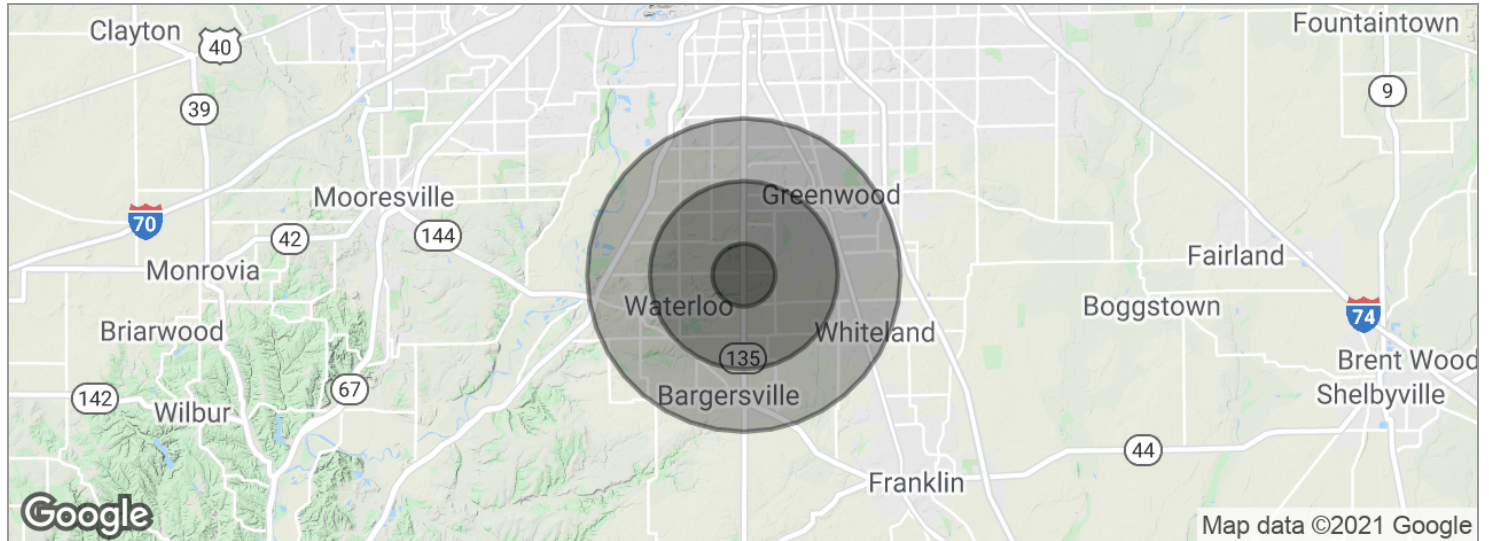 Fountaintown
Clayton
40
9
39
Greenwood
Mooresville
70
144
42
Fairland
Monrovia
Waterloo
Boggstown
74
Briarwood
Whiteland
135
Brent Wood
67
Bargersville
Shelbyville
142
Wilbur
44
Franklin
Google
Map data ©2021 Google